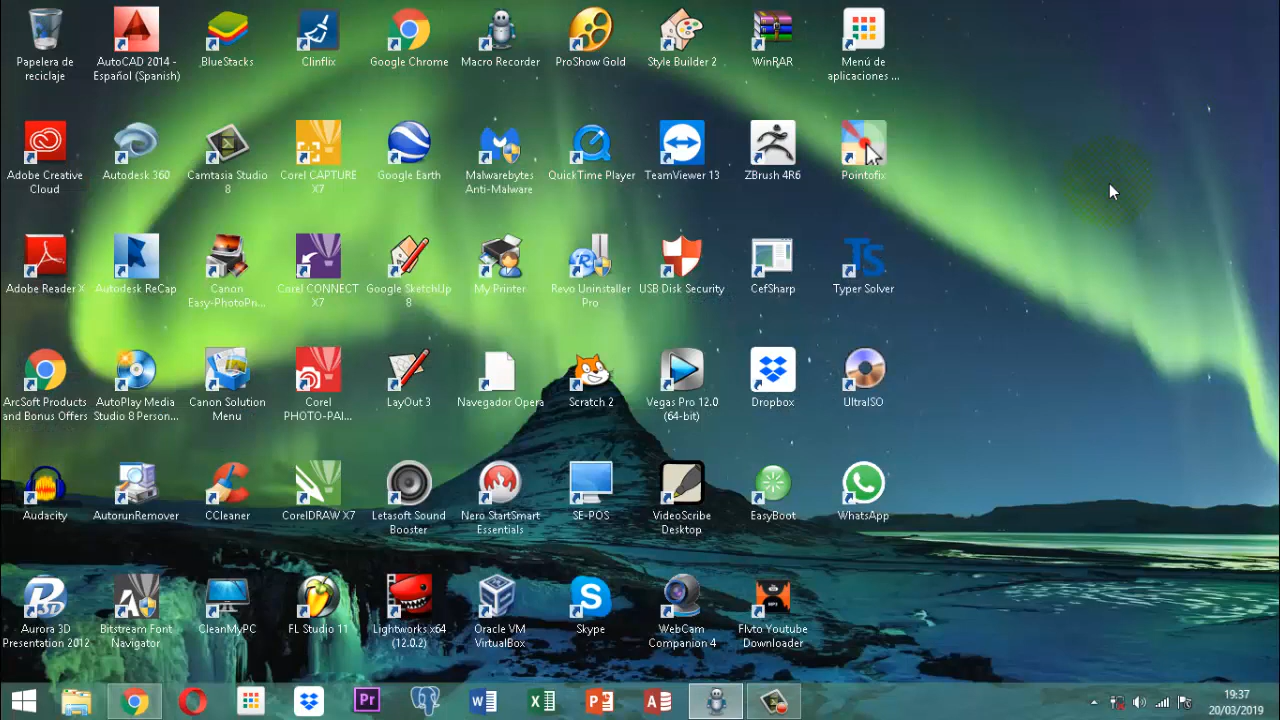 Papelera de
reciclaje
AutoCAD 2014 -
Español (Spanish)
BlueStacks
Clinflix
Google Chrome
Macro Recorder
ProShow Gold
Style Builder 2
WinRAR
Menú de
aplicaciones ...
Adobe Creative
Cloud
Autodesk 360
Camtasia Studio
8
Corel CAPTURE
X7
Google Earth
Malwarebytes
Anti-Malware
QuickTime Player
TeamViewer 13
ZBrush 4R6
Pointofix
Adobe Reader X
Autodesk ReCap
Canon
Easy-PhotoPri...
Corel CONNECT
X7
Google SketchUp
8
My Printer
Revo Uninstaller
Pro
USB Disk Security
CefSharp
TS
Typer Solver
ArcSoft Products
and Bonus Offers
AutoPlay Media
Studio 8 Person...
Canon Solution
Menu
Corel
PHOTO-PAI...
LayOut 3
Navegador Opera
Scratch 2
Vegas Pro 12.0
(64-bit)
Dropbox
UltraISO
Audacity
AutorunRemover
CCleaner
CorelDRAW X7
Letasoft Sound
Booster
Nero StartSmart
Essentials
SE-POS
VideoScribe
Desktop
EasyBoot
WhatsApp
Aurora 3D
Presentation 2012
Bitstream Font
Navigator
CleanMyPC
FL Studio 11
Lightworks x64
(12.0.2)
Oracle VM
VirtualBox
Skype
WebCam
Companion 4
MP3
Flvto Youtube
Downloader
Pr
19:37
20/03/2019